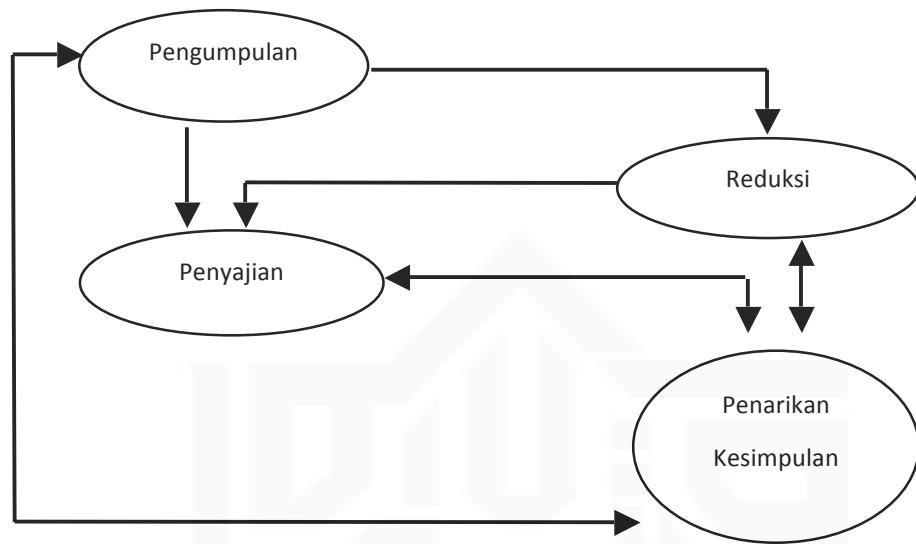 Pengumpulan
Reduksi
Penyajian
Penarikan
Kesimpulan